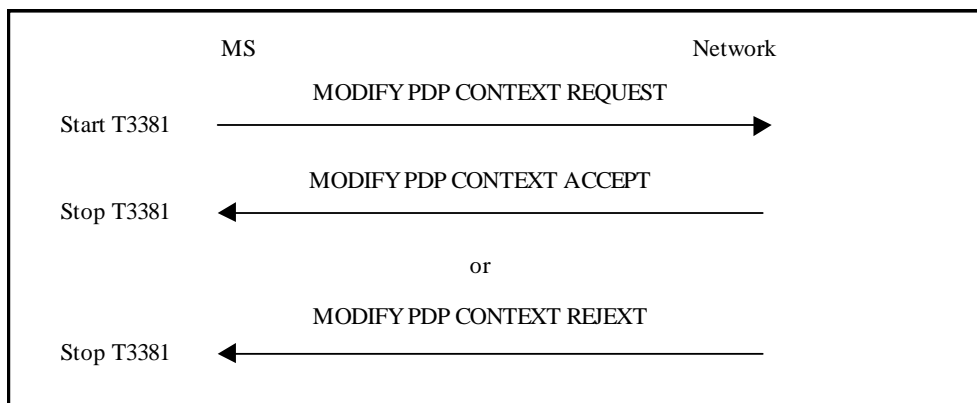 MS Network
MODIFY PDP CONTEXT REQUEST
Start T3381
MODIFY PDP CONTEXT ACCEPT
Stop T3381
or
MODIFY PDP CONTEXT REJEXT
Stop T3381